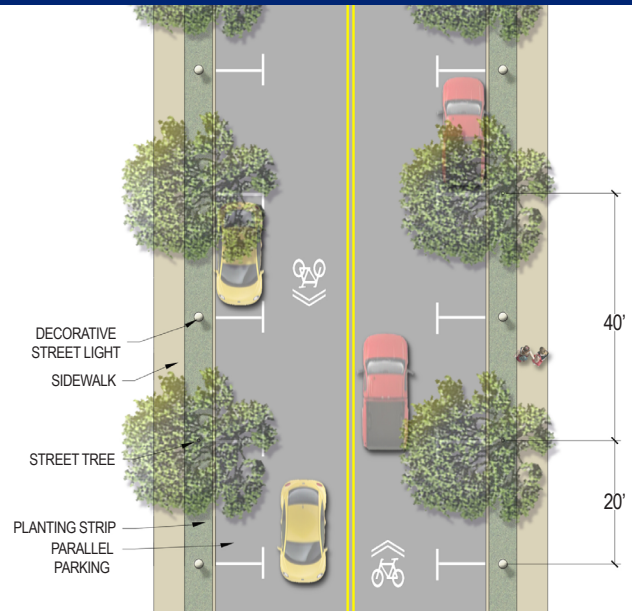 DECORATIVE
STREET LIGHT
SIDEWALK
STREET TREE
PLANTING STRIP
PARALLEL
PARKING
40’
20’